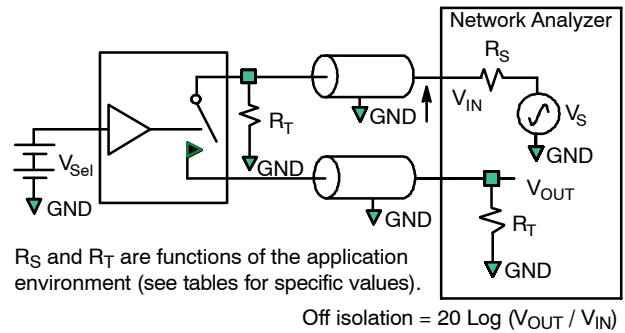 Network Analyzer
R_S
GND
V_IN
V_S
R_T
V_Sel
GND
GND
GND
V_OUT
GND
R_T
GND
R_S and R_T are functions of the application
environment (see tables for specific values).
Off isolation = 20 Log (V_OUT / V_IN)